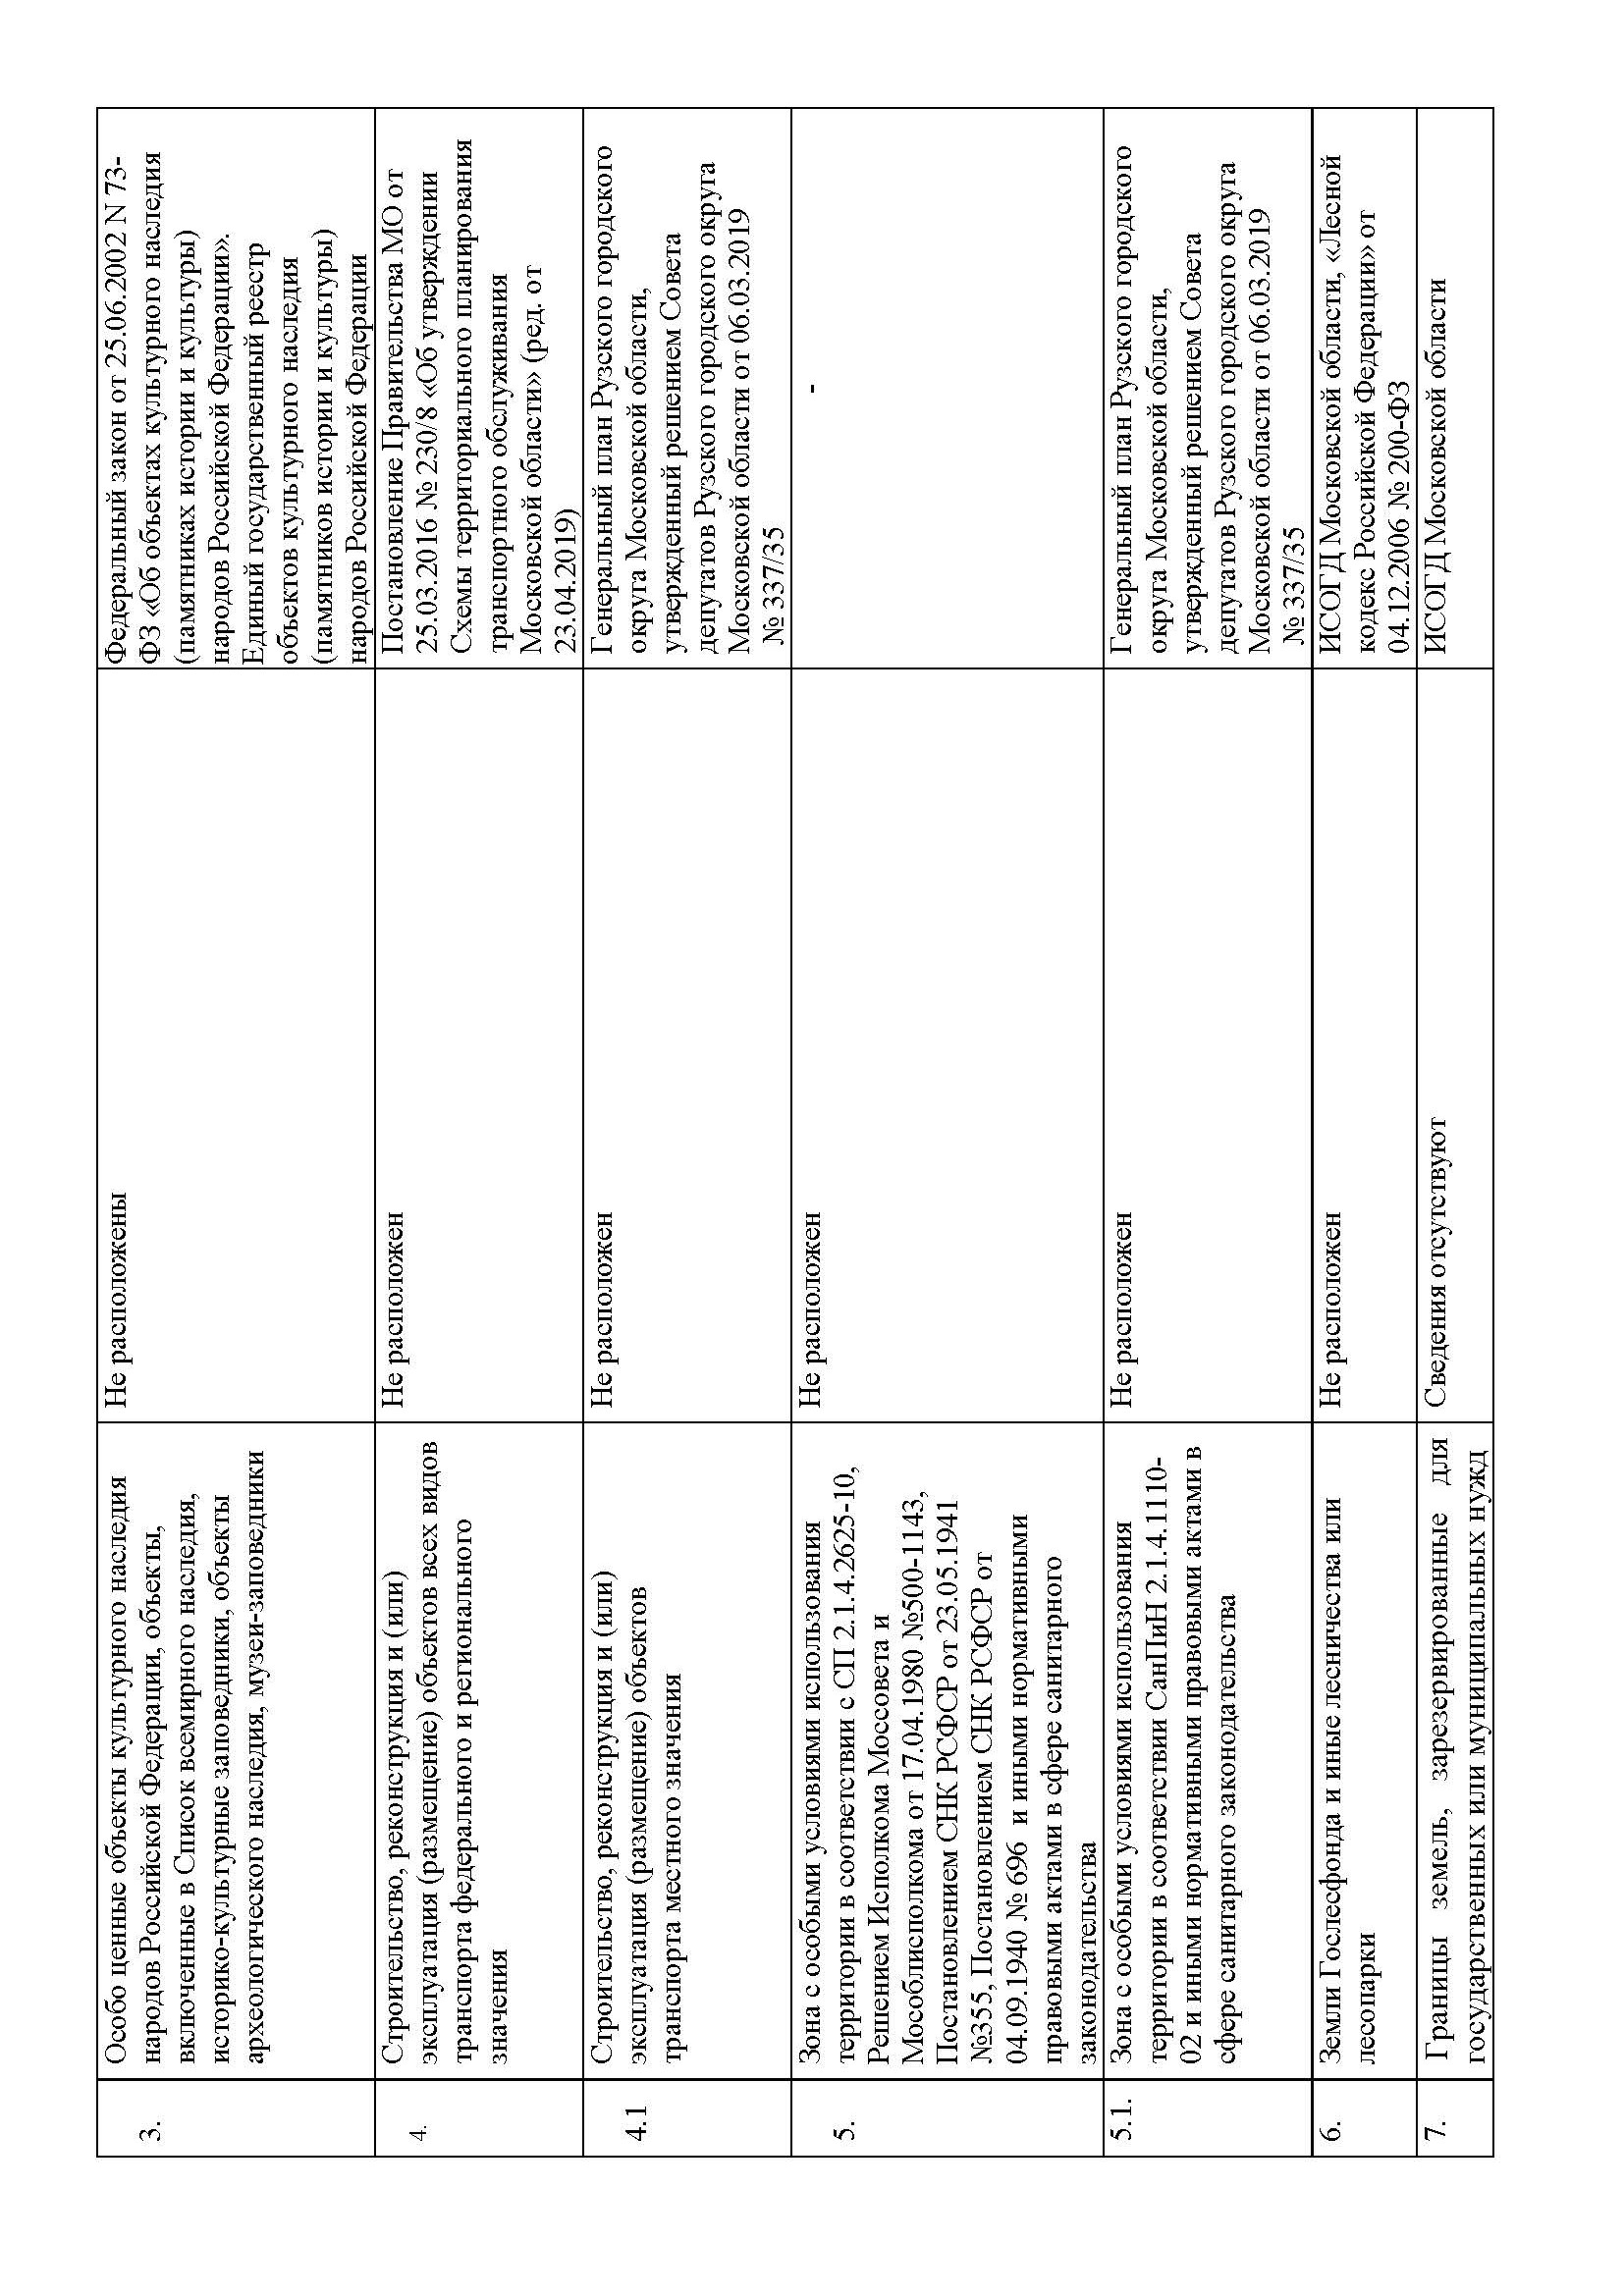 3.
Особо ценные объекты культурного наследия
народов Российской Федерации, объекты,
включенные в Список всемирного наследия,
историко-культурные заповедники, объекты
археологического наследия, музеи-заповедники
Не расположены
Федеральный закон от 25.06.2002 N 73-
ФЗ «Об объектах культурного наследия
(памятниках истории и культуры)
народов Российской Федерации».
Единый государственный реестр
объектов культурного наследия
(памятников истории и культуры)
народов Российской Федерации
4.
Строительство, реконструкция и (или)
эксплуатация (размещение) объектов всех видов
транспорта федерального и регионального
значения
Не расположен
Постановление Правительства МО от
25.03.2016 № 230/8 «Об утверждении
Схемы территориального планирования
транспортного обслуживания
Московской области» (ред. от
23.04.2019)
4.1
Строительство, реконструкция и (или)
эксплуатация (размещение) объектов
транспорта местного значения
Не расположен
Генеральный план Рузского городского
округа Московской области,
утвержденный решением Совета
депутатов Рузского городского округа
Московской области от 06.03.2019
№ 337/35
5.
Зона с особыми условиями использования
территории в соответствии с СП 2.1.4.2625-10,
Решением Исполкома Моссовета и
Мособлисполкома от 17.04.1980 №500-1143,
Постановлением СНК РСФСР от 23.05.1941
№355, Постановлением СНК РСФСР от
04.09.1940 № 696 и иными нормативными
правовыми актами в сфере санитарного
законодательства
Не расположен
-
5.1.
Зона с особыми условиями использования
территории в соответствии СанПиН 2.1.4.1110-
02 и иными нормативными правовыми актами в
сфере санитарного законодательства
Не расположен
Генеральный план Рузского городского
округа Московской области,
утвержденный решением Совета
депутатов Рузского городского округа
Московской области от 06.03.2019
№ 337/35
6.
Земли Гослесфонда и иные лесничества или
лесопарки
Не расположен
ИСОГД Московской области, «Лесной
кодекс Российской Федерации» от
04.12.2006 № 200-ФЗ
7.
Границы земель, зарезервированные для
государственных или муниципальных нужд
Сведения отсутствуют
ИСОГД Московской области